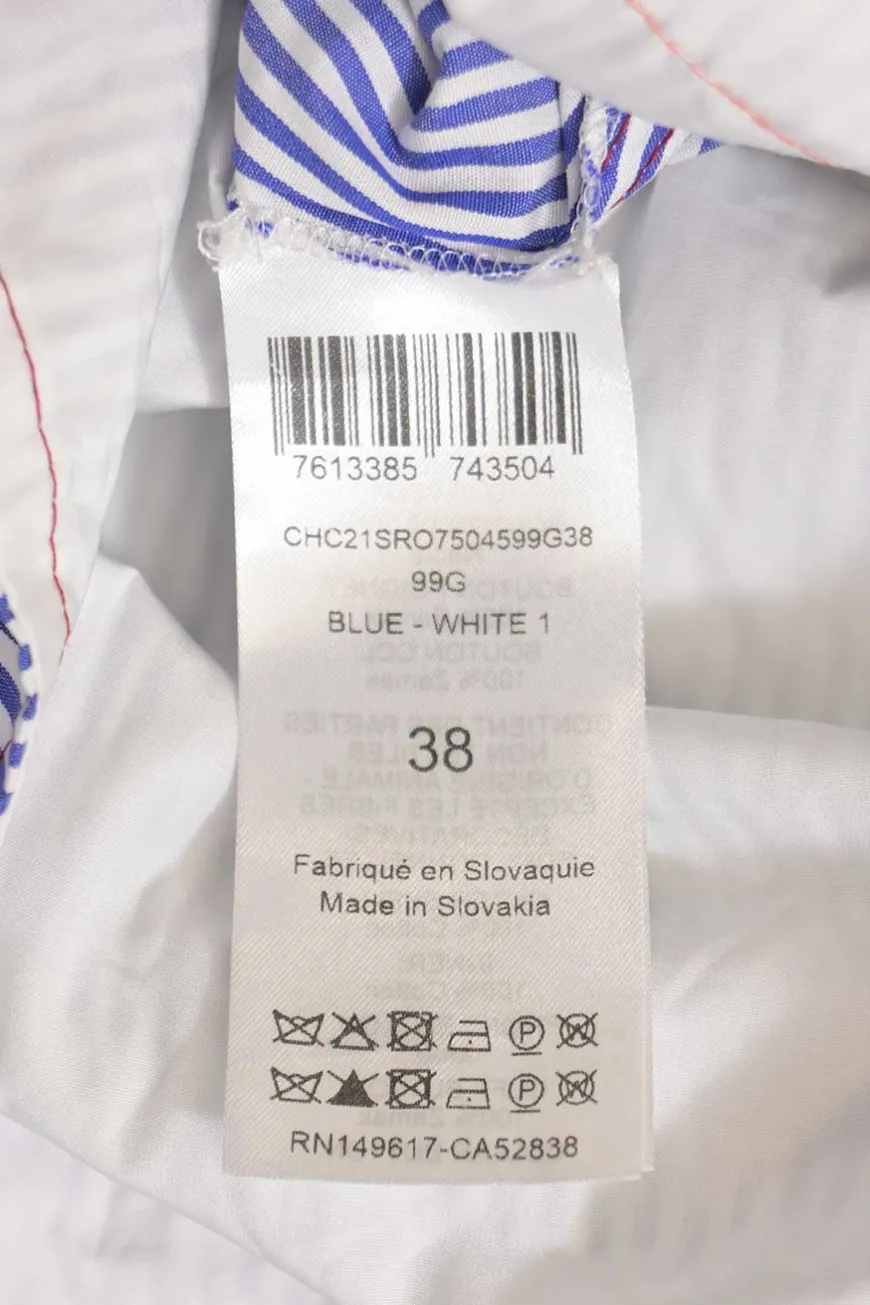 7613385 743504
CHC21SRO7504599G38
99G
BLUE - WHITE 1
38
Fabriqué en Slovaquie
Made in Slovakia
P
P
RN149617-CA52838